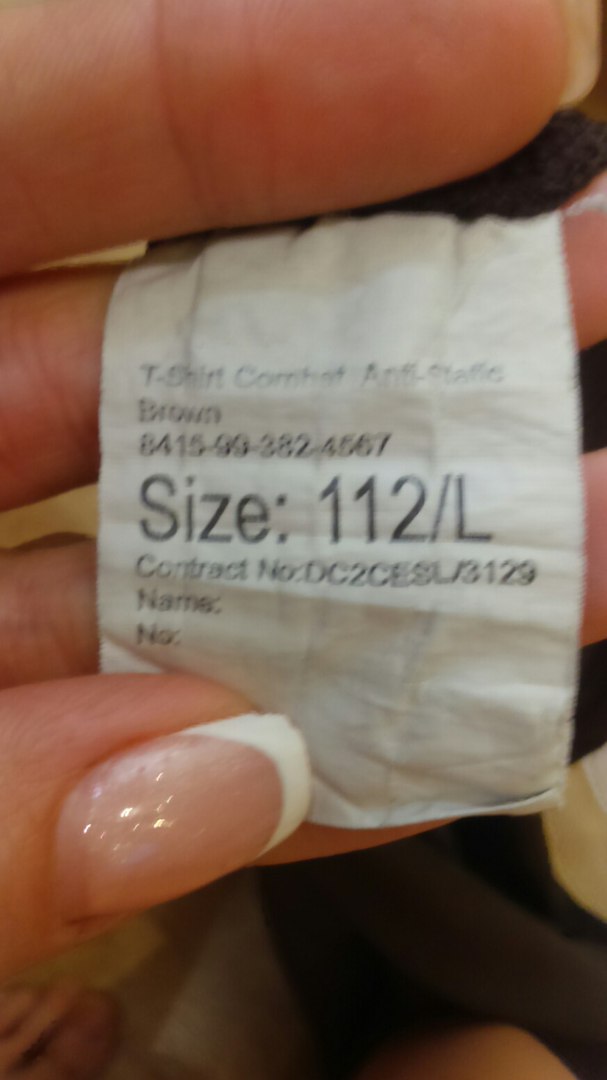 T-Shirt Combat Anti-Static
Brown
8415-99-382-4567
Size: 112/L
Contract No:DC2CESL/3129
Name:
No: